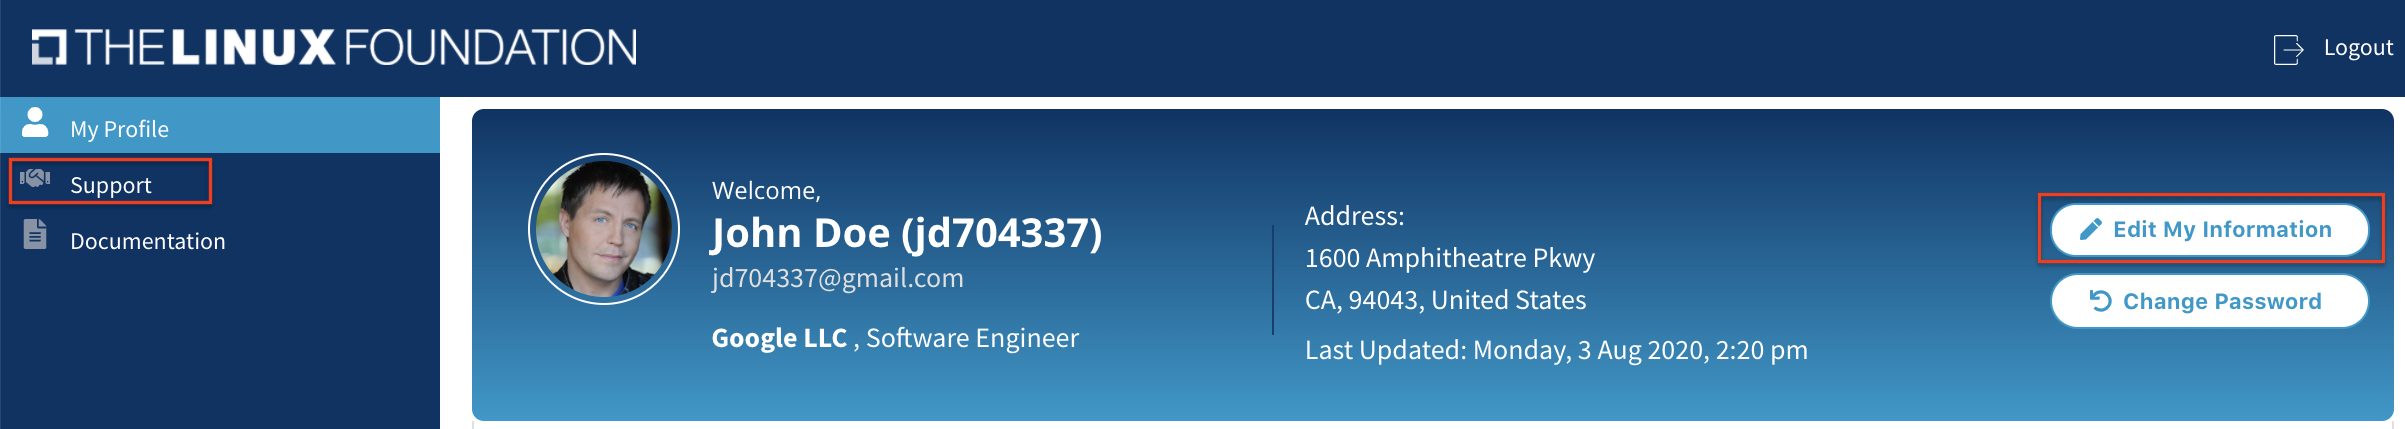 THE LINUX FOUNDATION
Logout
My Profile
Support
Documentation
Welcome,
John Doe (jd704337)
jd704337@gmail.com
Google LLC , Software Engineer
Address:
1600 Amphitheatre Pkwy
CA, 94043, United States
Last Updated: Monday, 3 Aug 2020, 2:20 pm
Edit My Information
Change Password